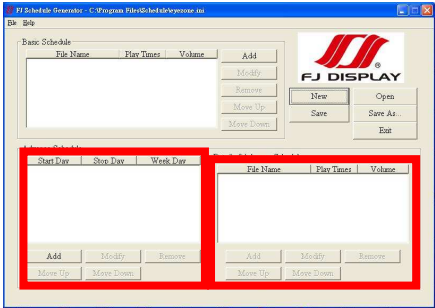 FJ Schedule Generator - C:\Program Files\Schedule\eyezone.ini
File Help
Basic Schedule
File Name Play Times Volume
Add
Modify
Remove
Move Up
Move Down
FJ DISPLAY
New Open
Save Save As...
Exit
Start Day Stop Day Week Day
Add Modify Remove
Move Up Move Down
File Name Play Times Volume
Add Modify Remove
Move Up Move Down